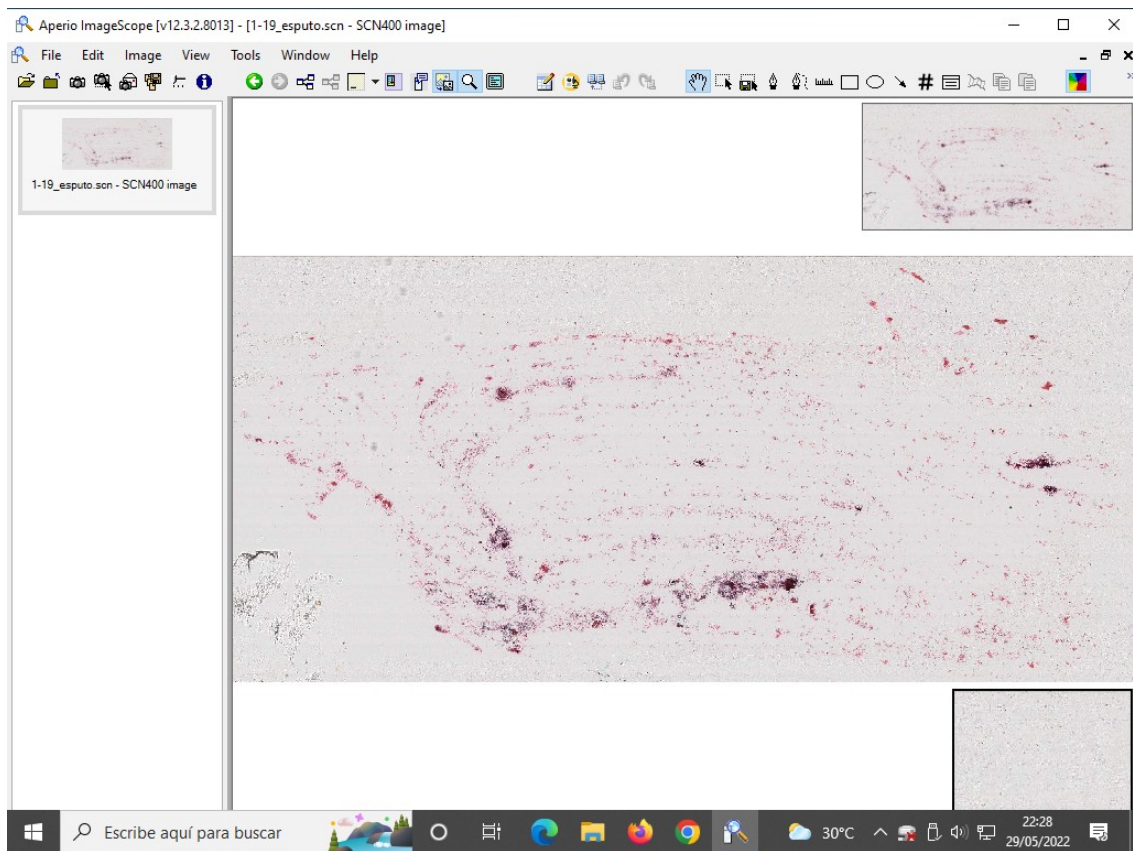 Aperio ImageScope [v12.3.2.8013] - [1-19_esputo.scn - SCN400 image]
File Edit Image View Tools Window Help
1-19_esputo.scn - SCN400 image
Escribe aquí para buscar
30°C
22:28
29/05/2022